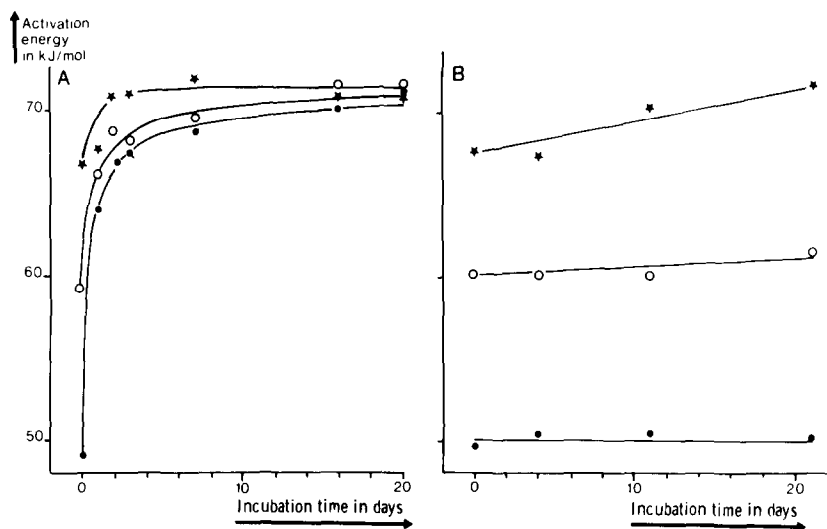 Activation
energy
in kJ/mol
A
B
70
60
50
0
10
20
0
10
20
Incubation time in days
Incubation time in days